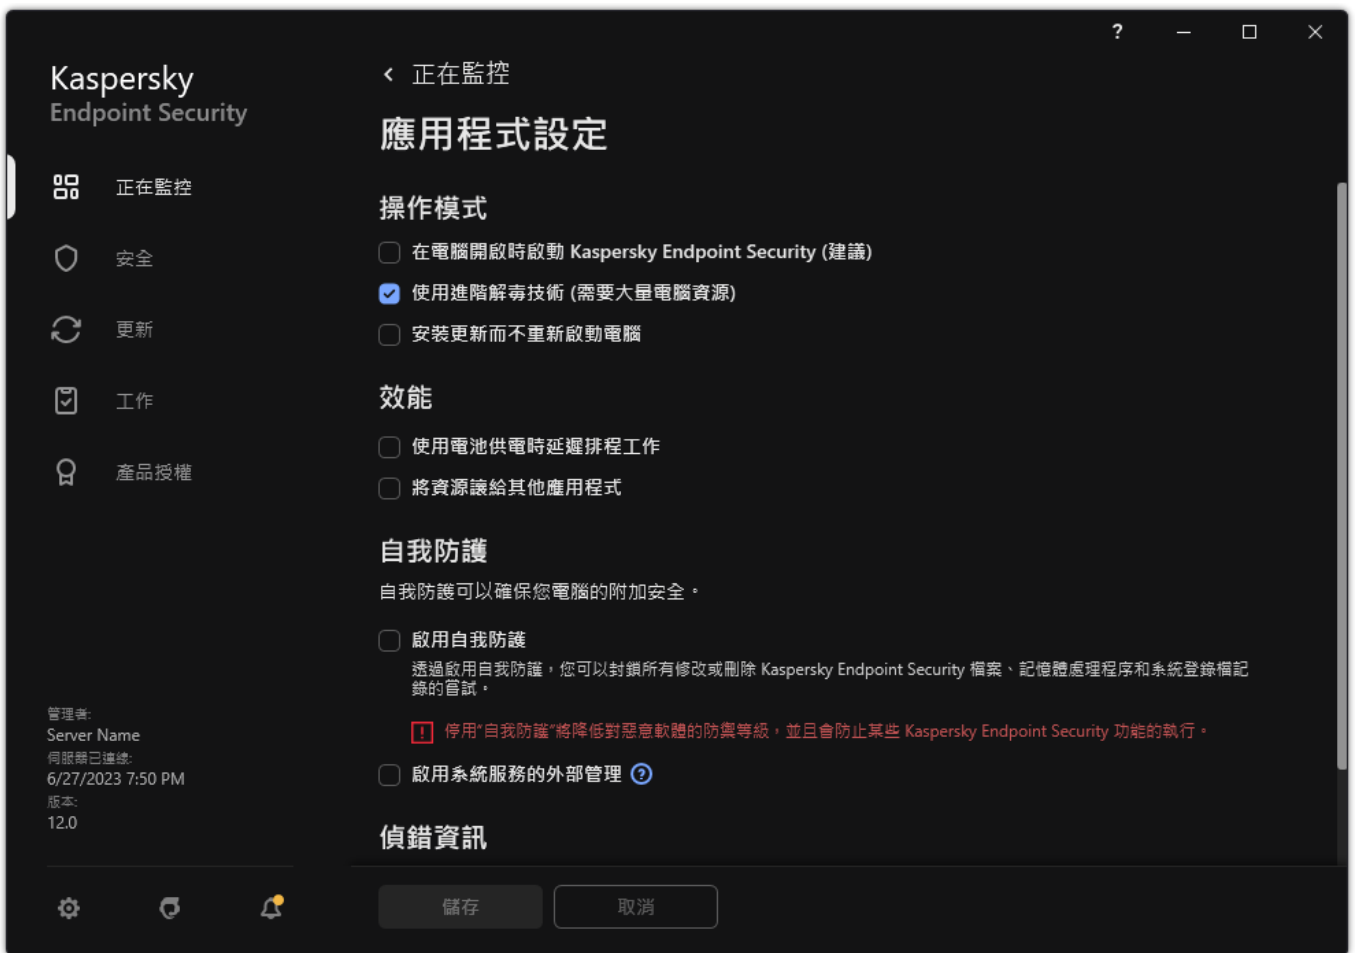 ?
Kaspersky
Endpoint Security
正在監控
安全
更新
工作
產品授權
管理者:
Server Name
伺服器已連線:
6/27/2023 7:50 PM
版本:
12.0
正在監控
應用程式設定
操作模式
在電腦開啟時啟動 Kaspersky Endpoint Security (建議)
使用進階解毒技術 (需要大量電腦資源)
安裝更新而不重新啟動電腦
效能
使用電池供電時延遲排程工作
將資源讓給其他應用程式
自我防護
自我防護可以確保您電腦的附加安全。
啟用自我防護
透過啟用自我防護，您可以封鎖所有修改或刪除 Kaspersky Endpoint Security 檔案、記憶體處理程序和系統登錄檔記
錄的嘗試。
停用“自我防護”將降低對惡意軟體的防禦等級，並且會防止某些 Kaspersky Endpoint Security 功能的執行。
啟用系統服務的外部管理 ?
偵錯資訊
儲存
取消